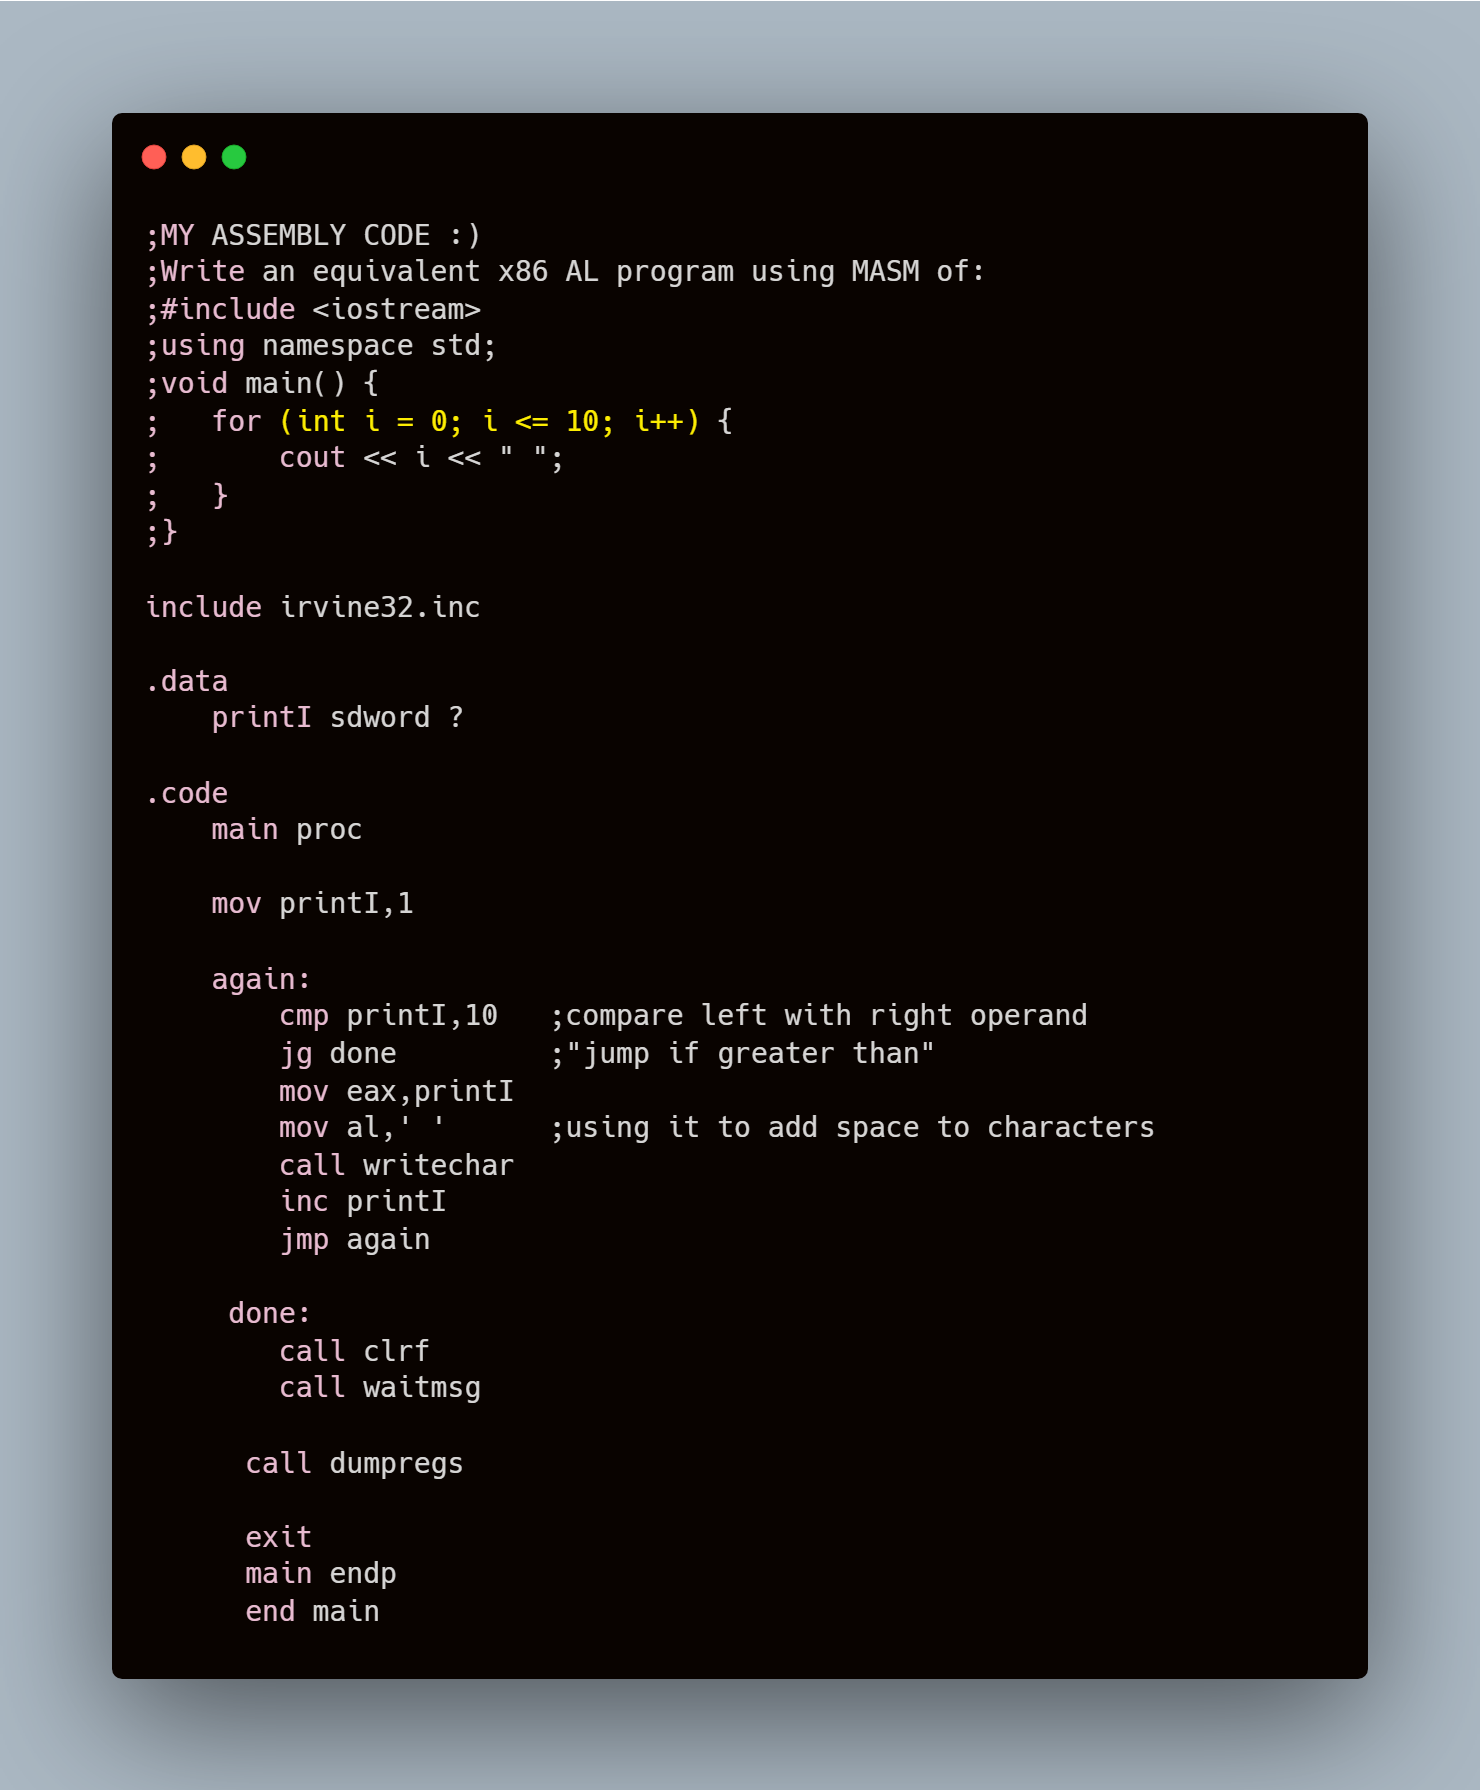 ;MY ASSEMBLY CODE :)
;Write an equivalent x86 AL program using MASM of:
;#include <iostream>
;using namespace std;
;void main() {
;   for (int i = 0; i <= 10; i++) {
;       cout << i << " ";
;   }
;}
include irvine32.inc
.data
    printI sdword ?
.code
    main proc
    mov printI,1
    again:
        cmp printI,10   ;compare left with right operand
        jg done         ;"jump if greater than"
        mov eax,printI
        mov al,' '      ;using it to add space to characters
        call writechar
        inc printI
        jmp again
     done:
        call clrf
        call waitmsg
      call dumpregs
      exit
      main endp
      end main